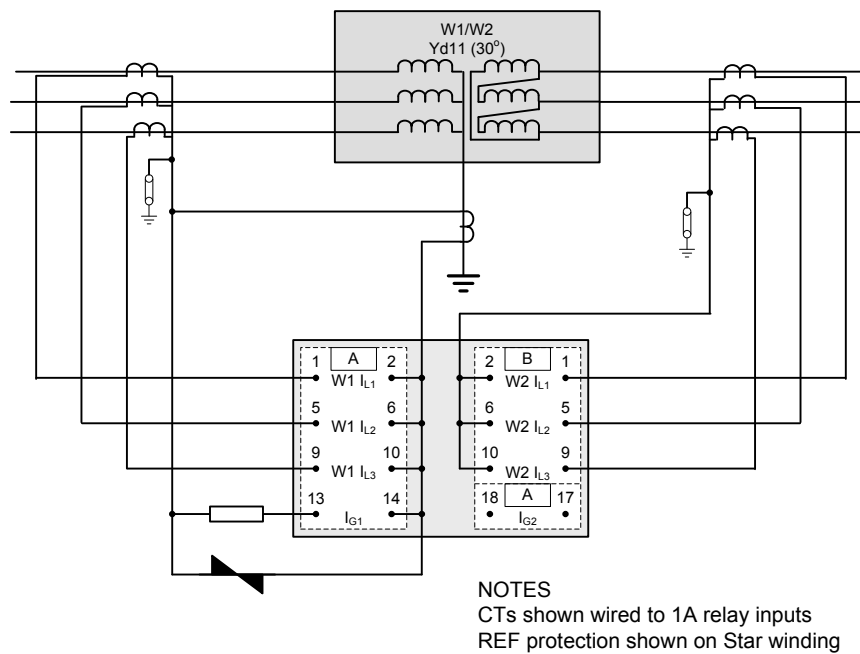 W1/W2
Yd11 (30°)
1 A 2
W1 IL1
5 6
W1 IL2
9 10
W1 IL3
13 14
IG1
2 B 1
W2 IL1
6 5
W2 IL2
10 9
W2 IL3
18 A 17
IG2
NOTES
CTs shown wired to 1A relay inputs
REF protection shown on Star winding